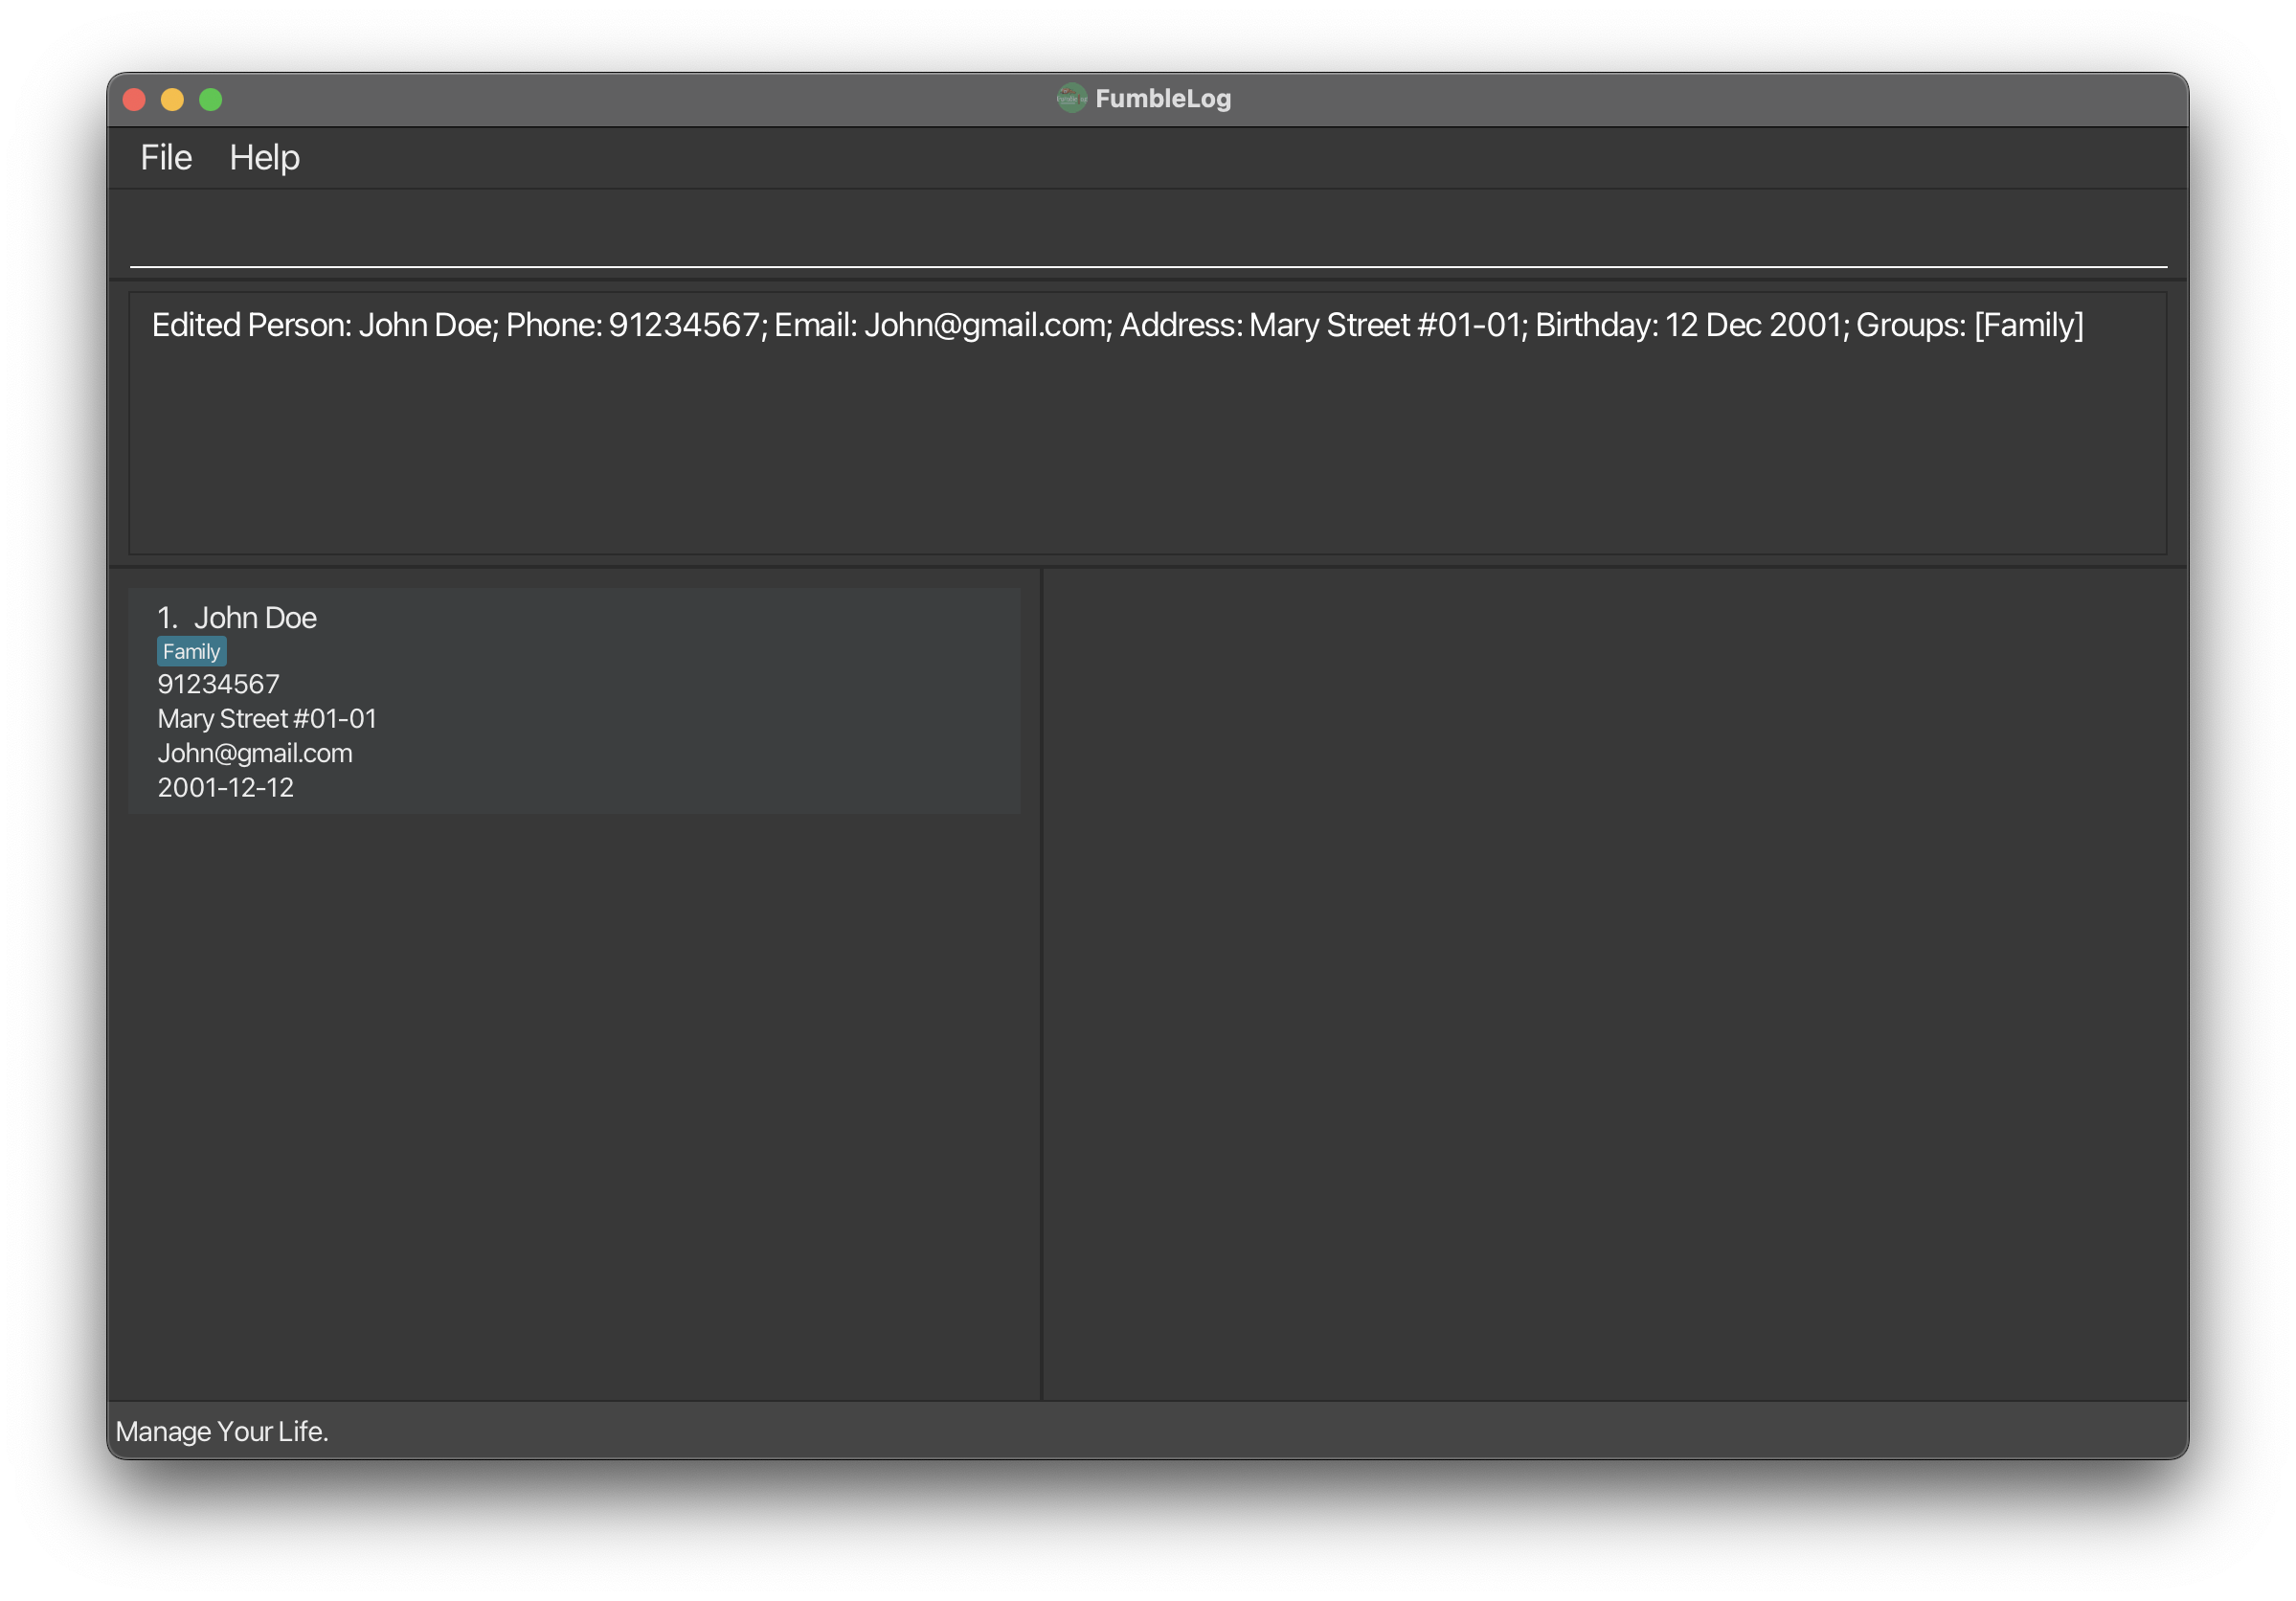 FumbleLog
File Help
Edited Person: John Doe; Phone: 91234567; Email: John@gmail.com; Address: Mary Street #01-01; Birthday: 12 Dec 2001; Groups: [Family]
1. John Doe
Family
91234567
Mary Street #01-01
John@gmail.com
2001-12-12
Manage Your Life.